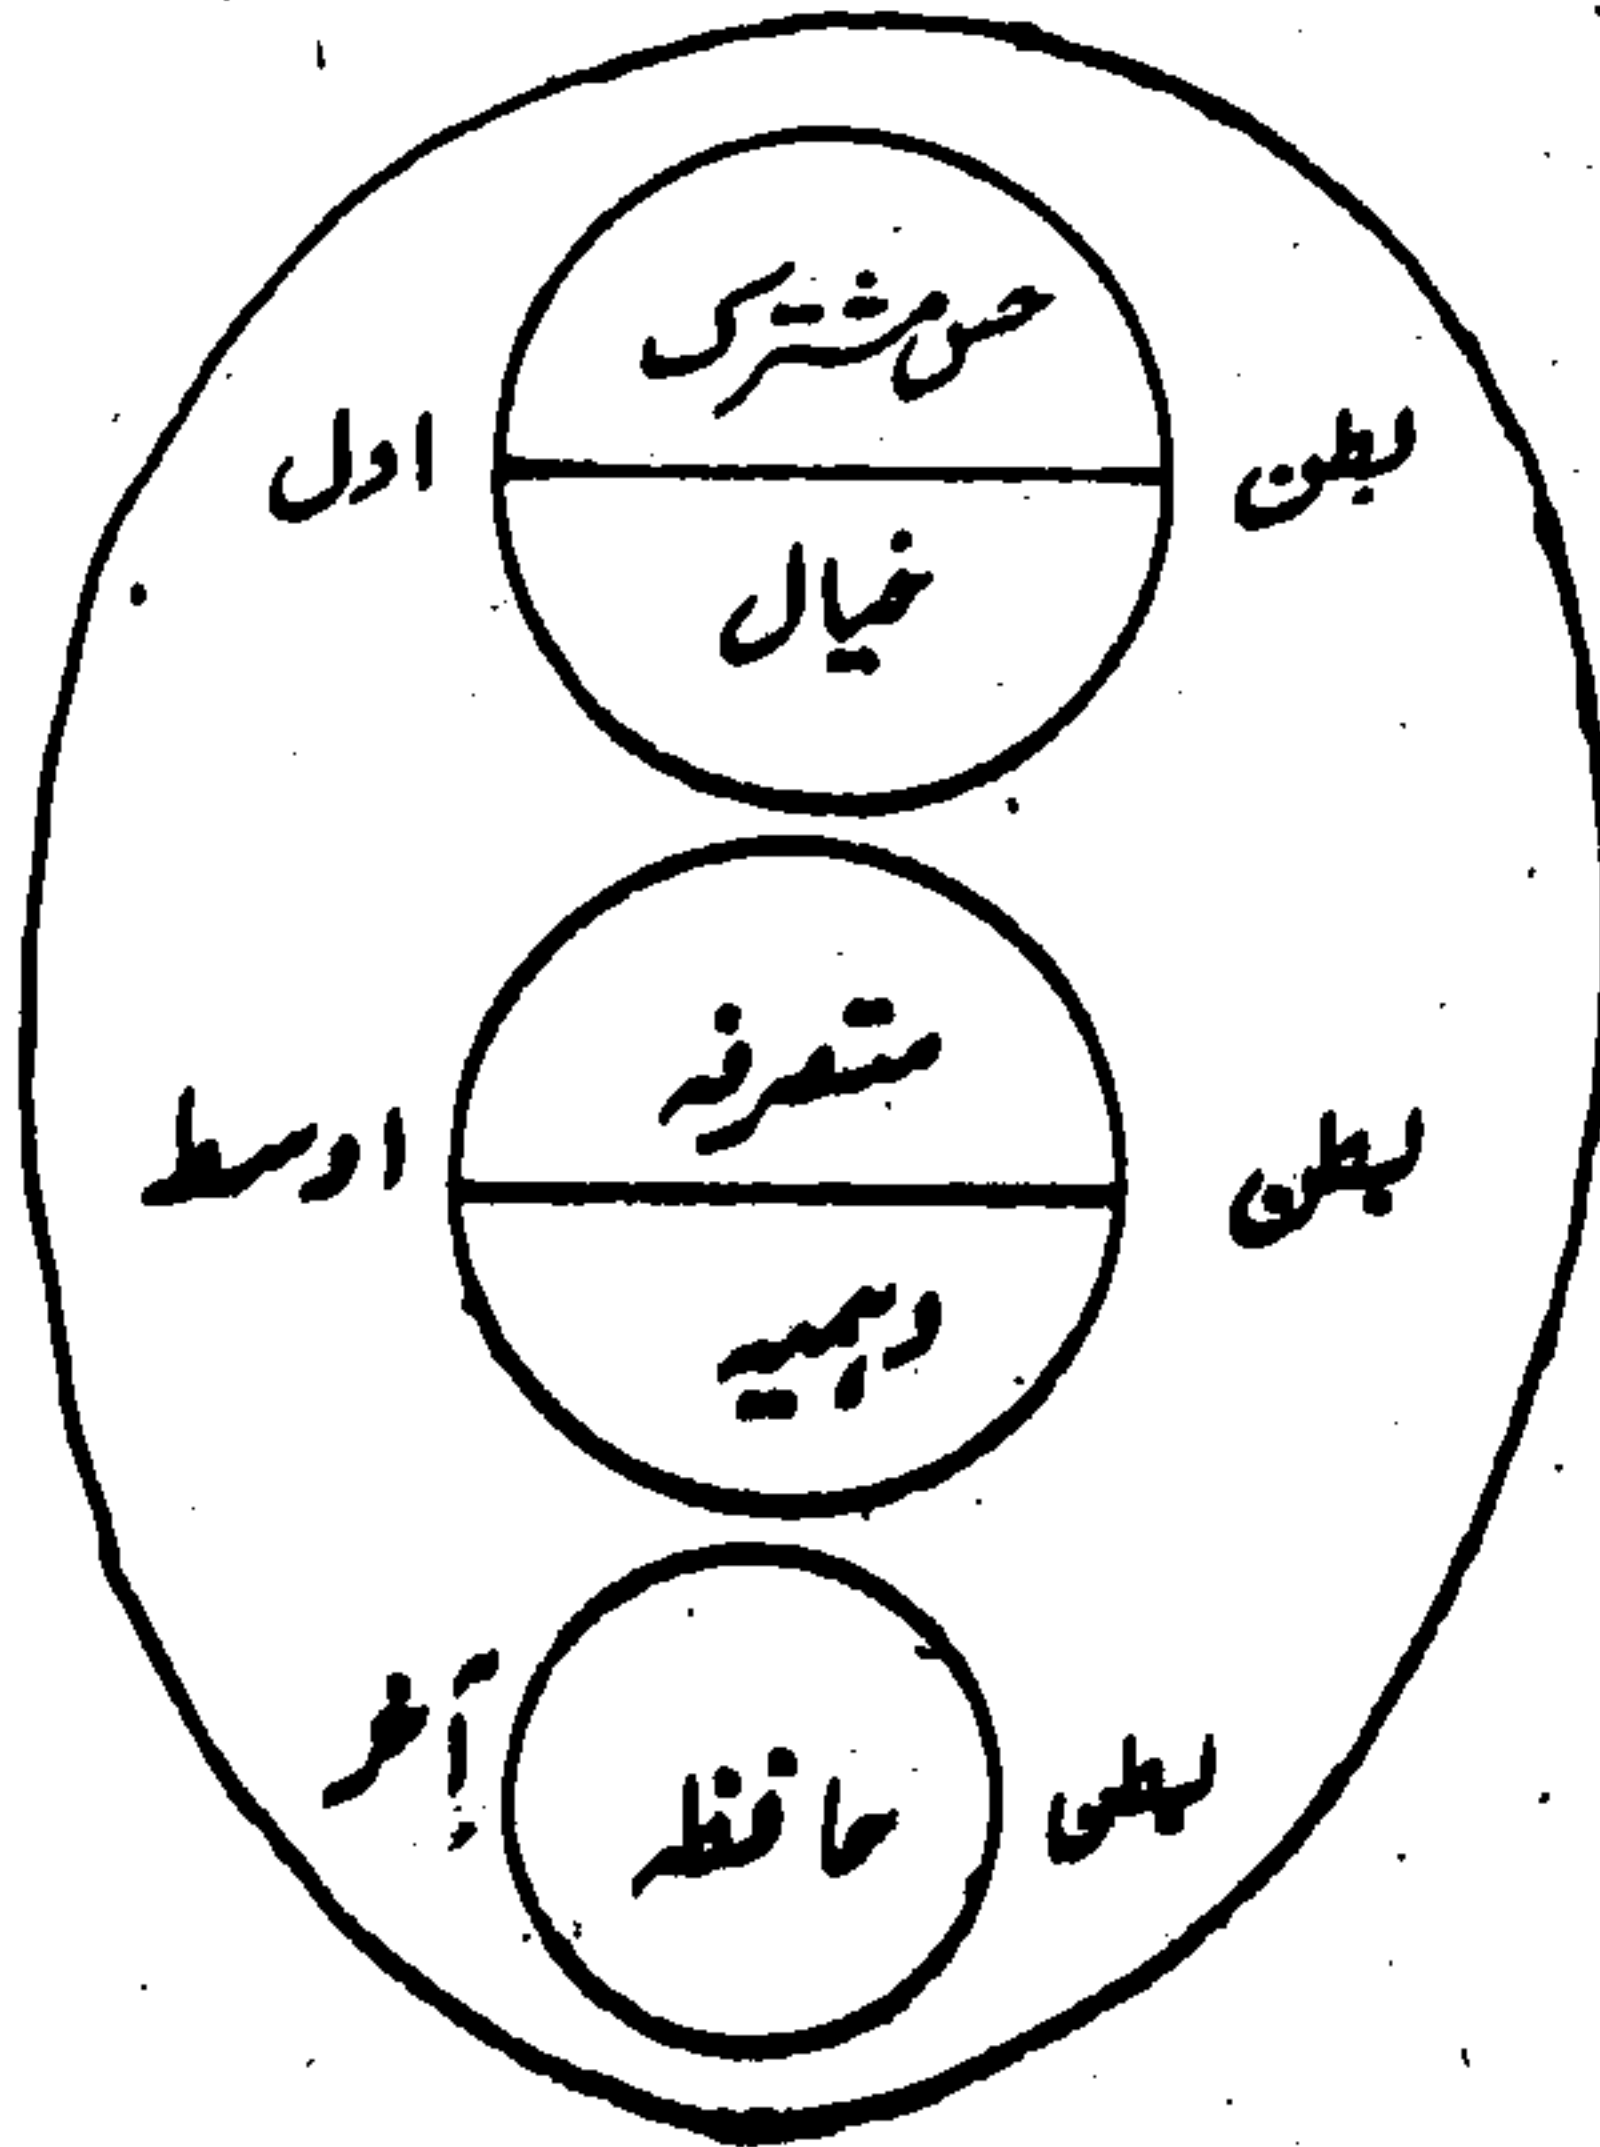 حس مشترک
بطن اول
خیال
متصرفہ
بطن اوسط
وہمیہ
بطن آخر
حافظہ